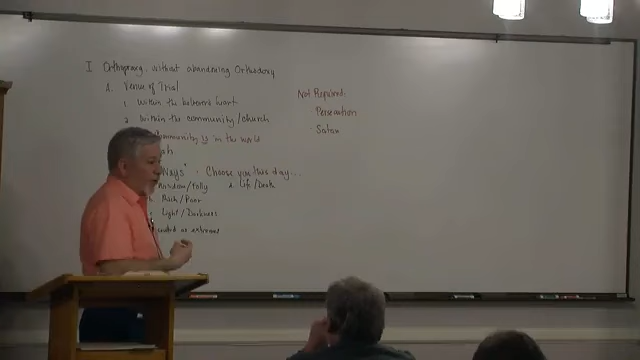 I Orthopraxy without abandoning Orthodoxy
A. Venue of Trial
1. Within the believers heart
2. Within the community/church
Community is in the world
Ways" - Choose you this day...
Wisdom/Folly d. Life/Death
Rich/Poor
Light/Darkness
as external
Not Required:
· Persecution
· Satan